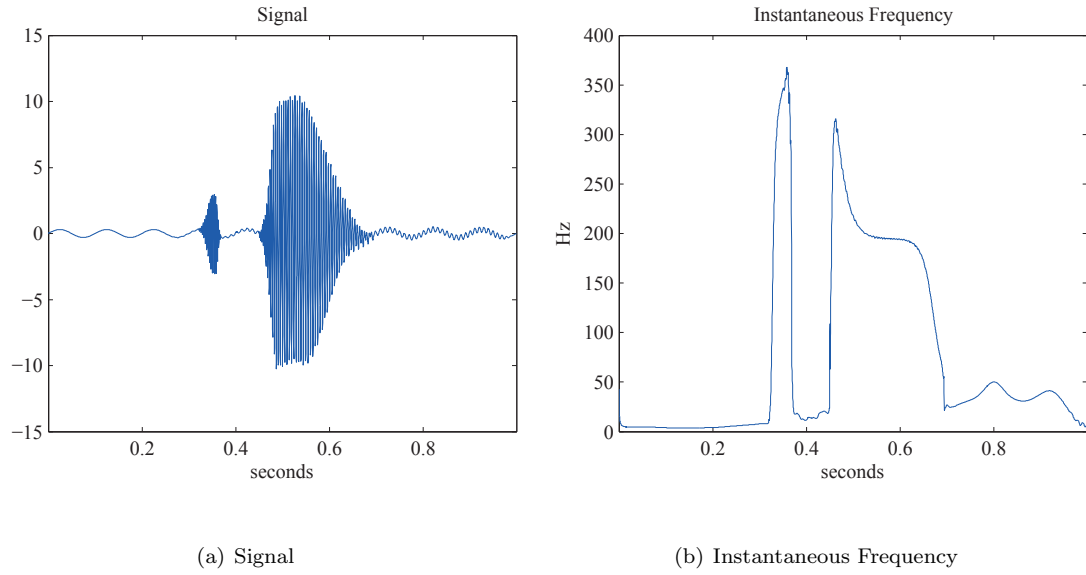 Signal
15
10
5
0
−5
−10
−15
0.2 0.4 0.6 0.8
seconds
(a) Signal
Instantaneous Frequency
400
350
300
250
200
150
100
50
0
Hz
0.2 0.4 0.6 0.8
seconds
(b) Instantaneous Frequency